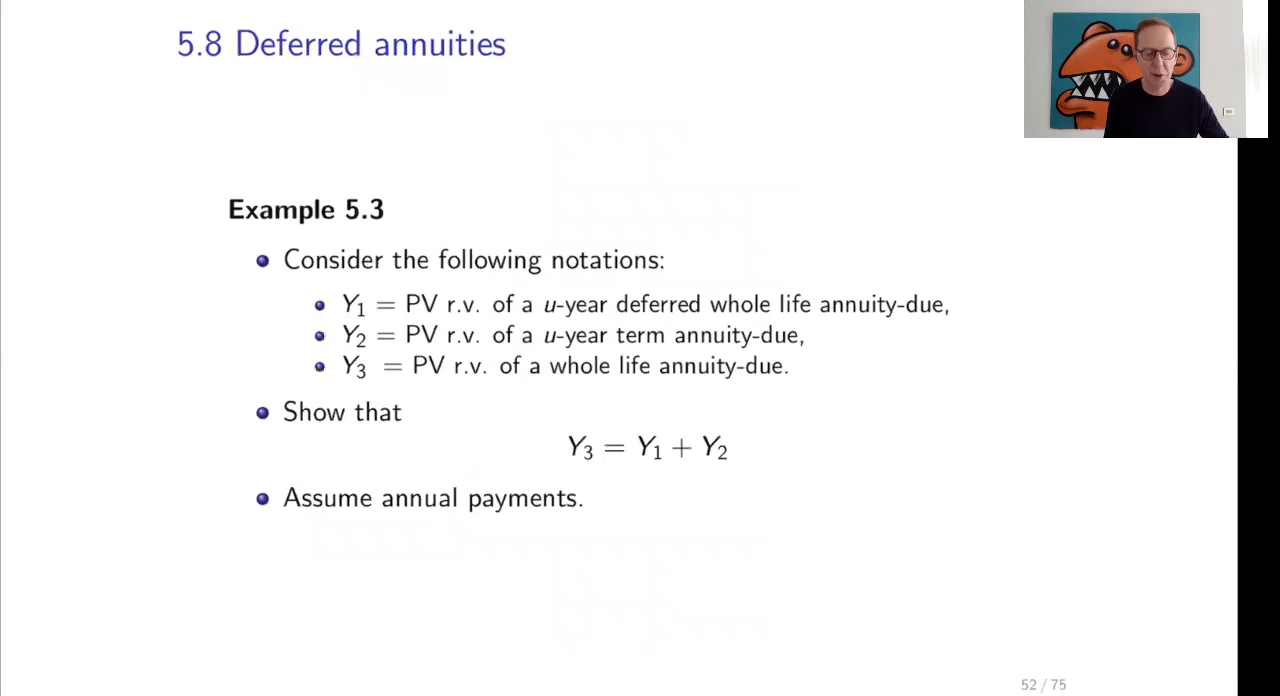 5.8 Deferred annuities
Example 5.3
Consider the following notations:
Y₁ = PV r.v. of a u-year deferred whole life annuity-due,
Y₂ = PV r.v. of a u-year term annuity-due,
Y₃ = PV r.v. of a whole life annuity-due.
Show that
Y₃ = Y₁ + Y₂
Assume annual payments.
52 / 75